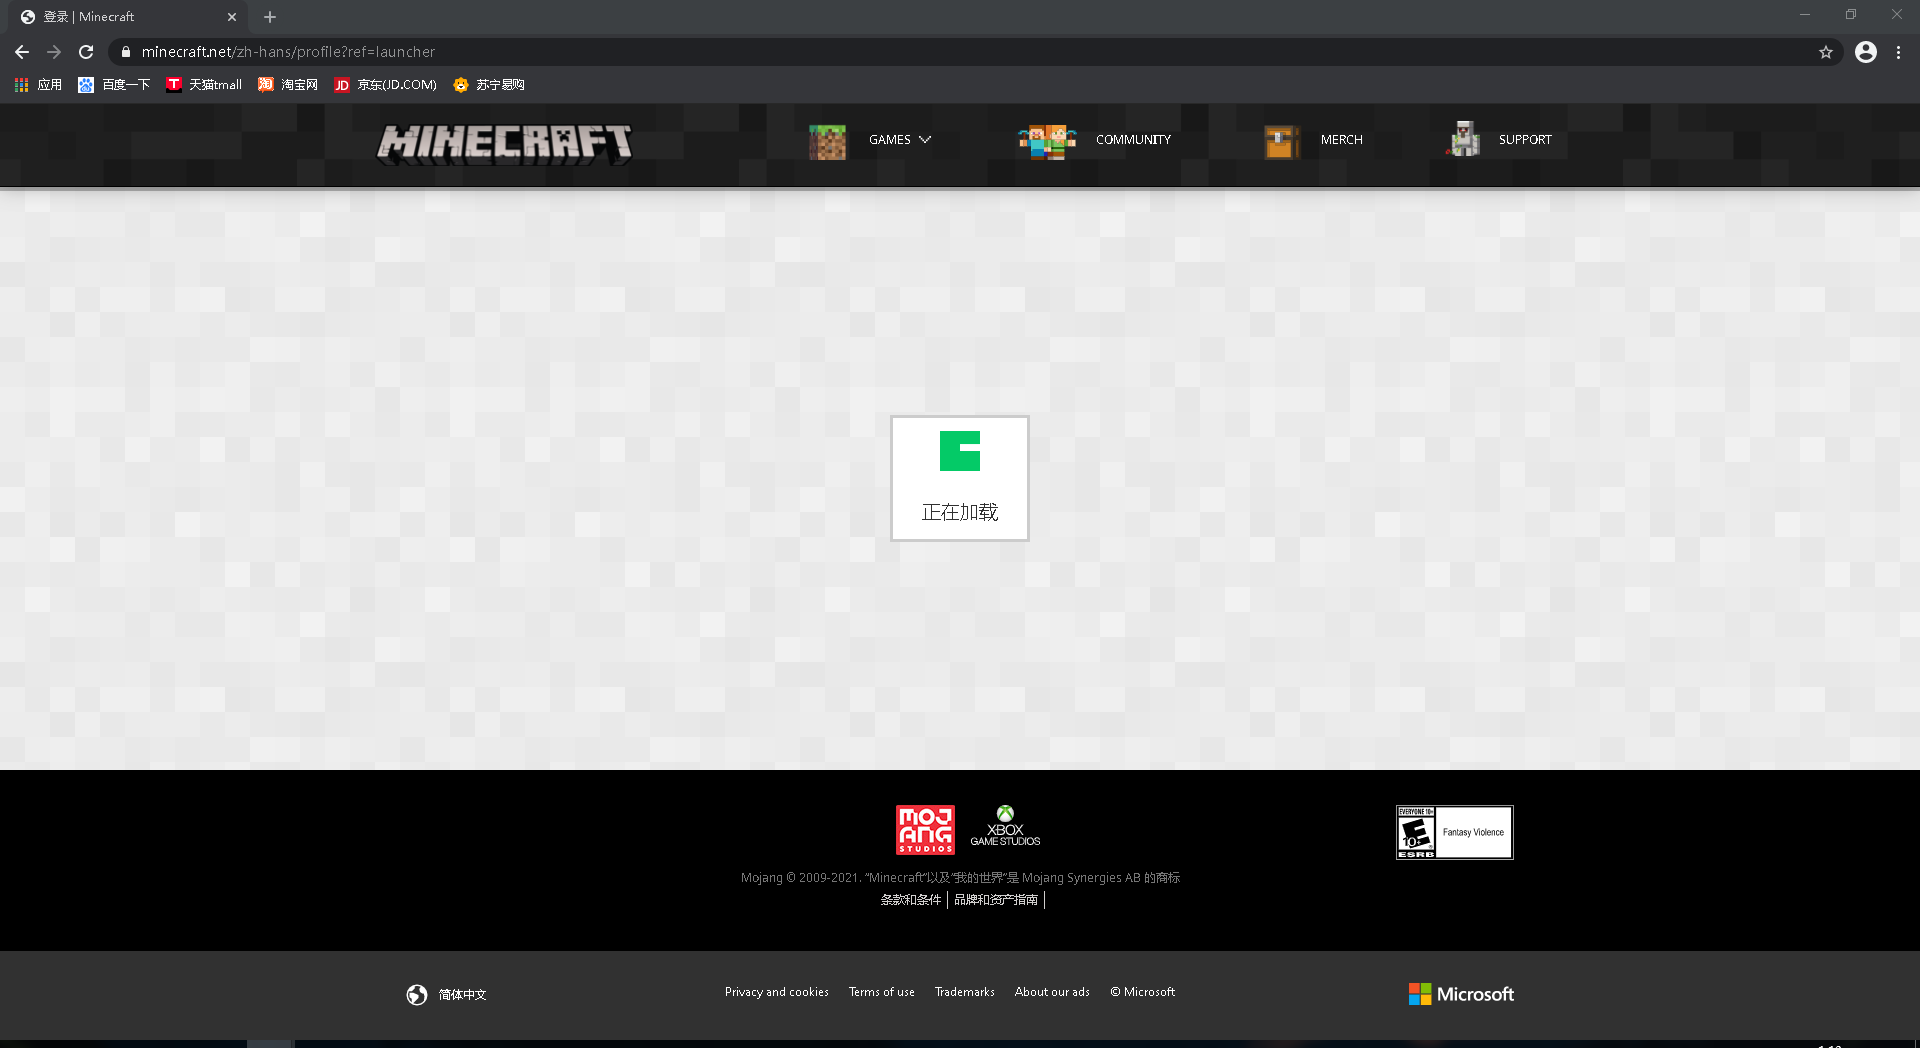 登录 | Minecraft
minecraft.net/zh-hans/profile?ref=launcher
应用 百度一下 天猫tmall 淘宝网 京东(JD.COM) 苏宁易购
MINECRAFT GAMES COMMUNITY MERCH SUPPORT
正在加载
MOJANG STUDIOS
XBOX GAME STUDIOS
EVERYONE 10+
E 10+
ESRB
Fantasy Violence
Mojang © 2009-2021. "Minecraft"以及"我的世界"是 Mojang Synergies AB 的商标
条款和条件 | 品牌和资产指南 |
简体中文 Privacy and cookies Terms of use Trademarks About our ads © Microsoft Microsoft